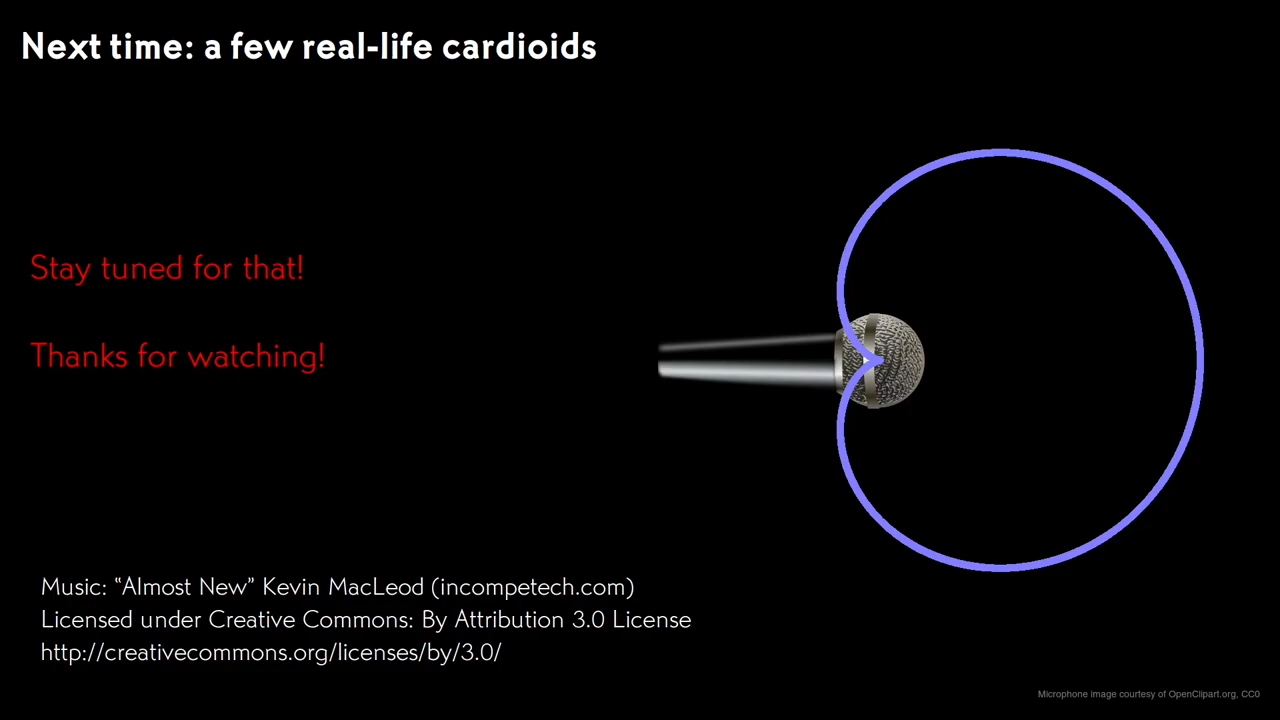 Next time: a few real-life cardioids
Stay tuned for that!
Thanks for watching!
Music: “Almost New” Kevin MacLeod (incompetech.com)
Licensed under Creative Commons: By Attribution 3.0 License
http://creativecommons.org/licenses/by/3.0/
Microphone image courtesy of OpenClipart.org, CC0